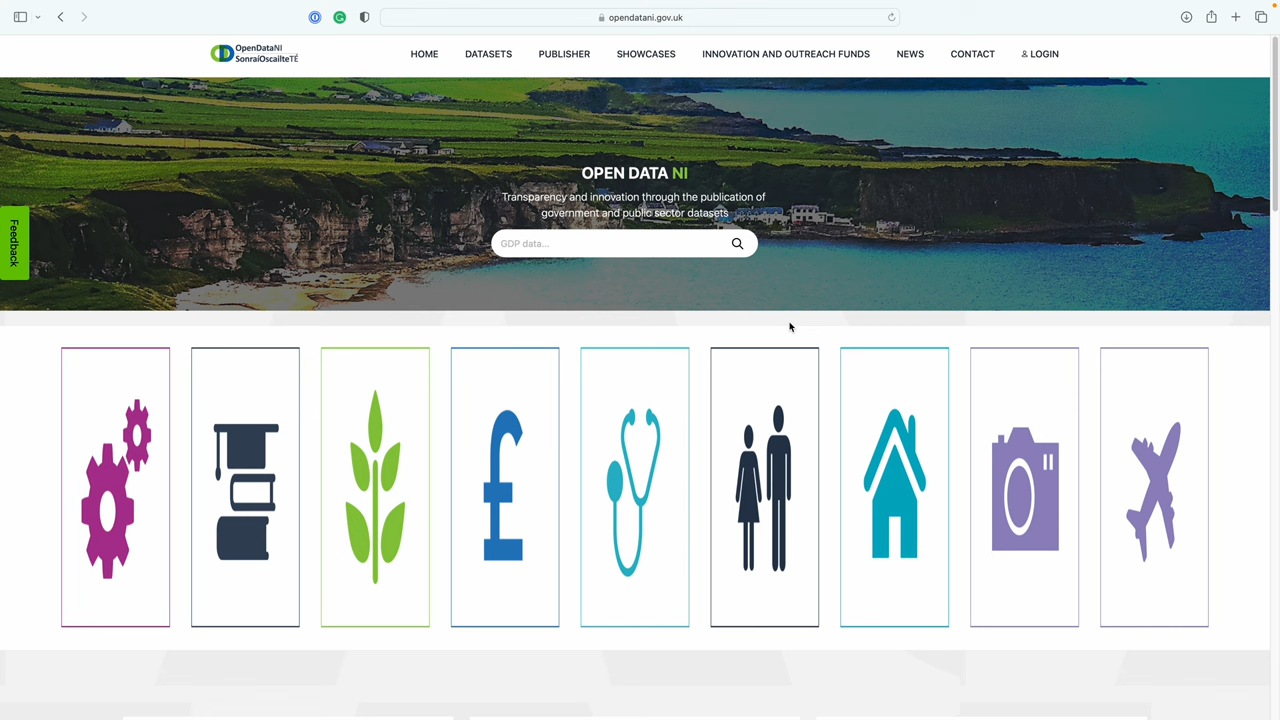 opendatani.gov.uk
OpenDataNI
SonraíOscailteTÉ
HOME DATASETS PUBLISHER SHOWCASES INNOVATION AND OUTREACH FUNDS NEWS CONTACT LOGIN
OPEN DATA NI
Transparency and innovation through the publication of
government and public sector datasets
GDP data...
Feedback
£